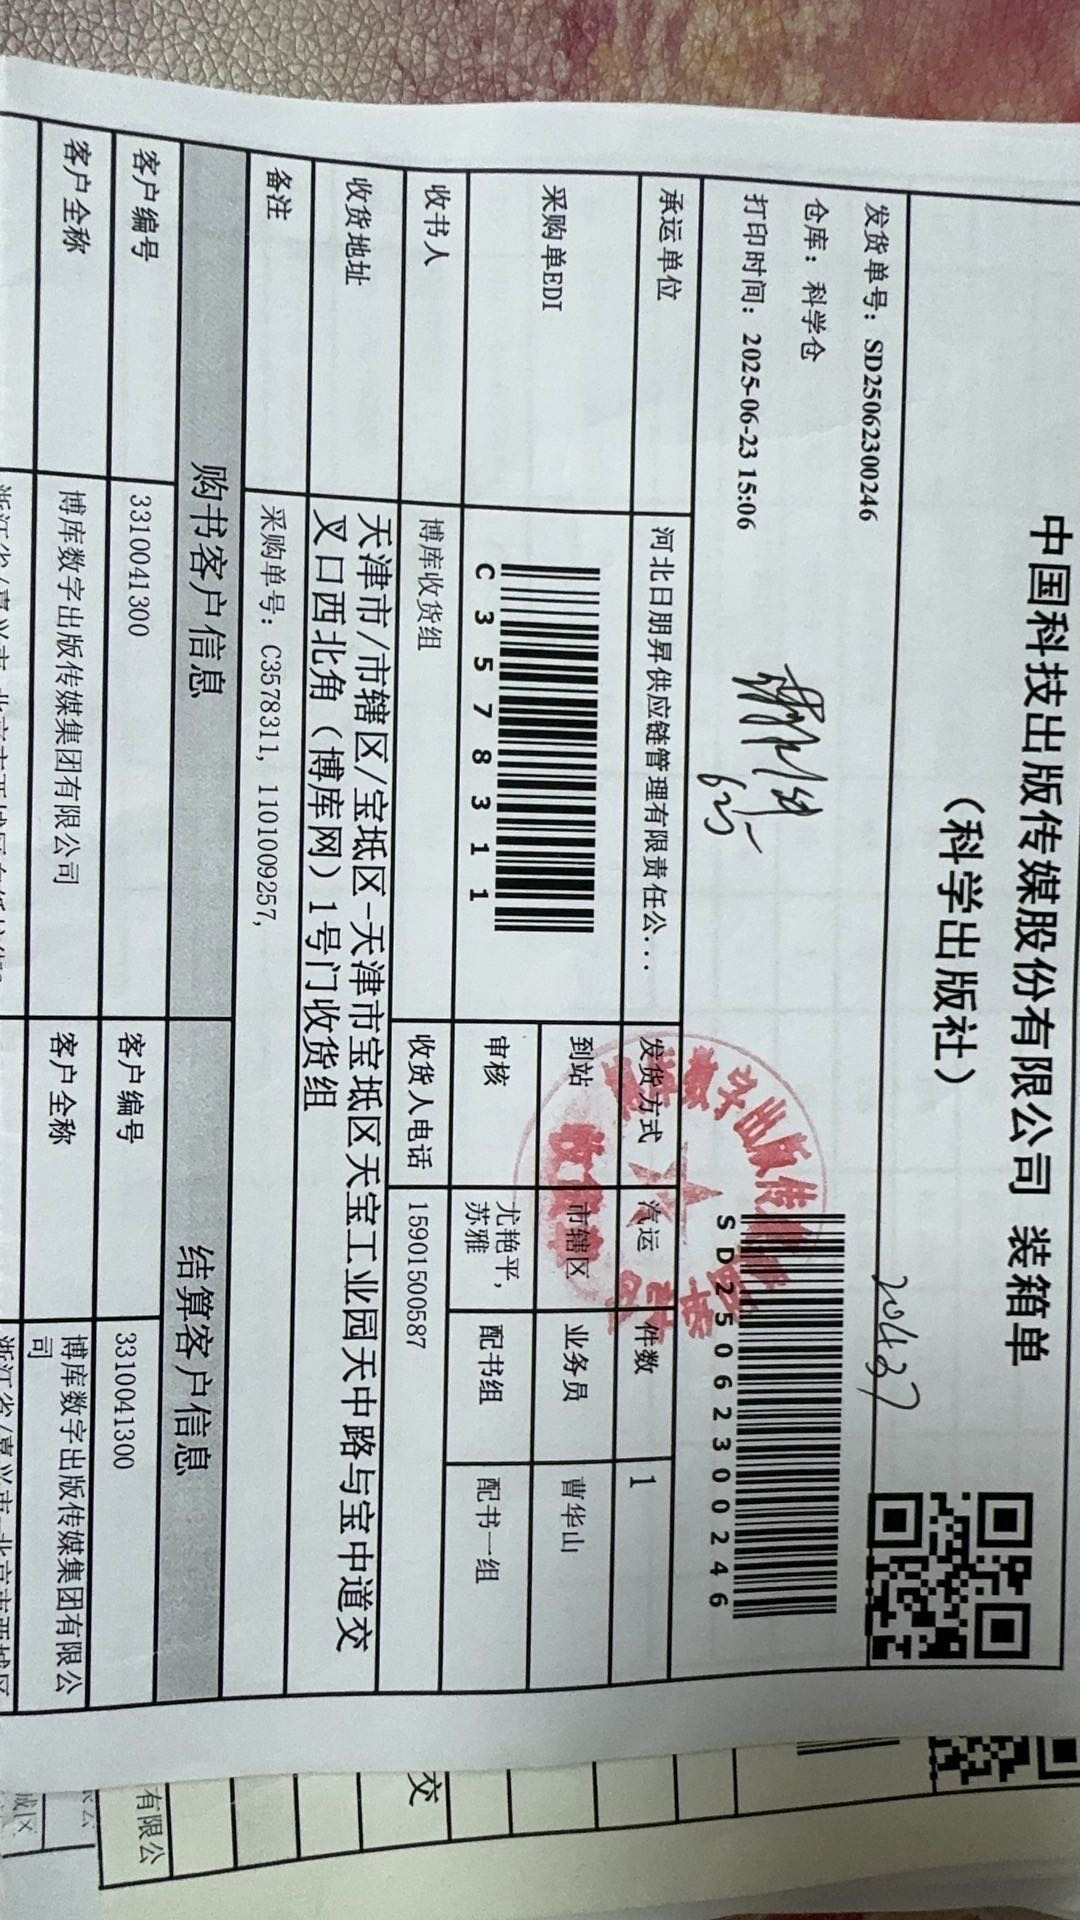 中国科技出版传媒股份有限公司 装箱单
（科学出版社）
发货单号：SD25062300246
仓库：科学仓
打印时间：2025-06-23 15:06
6.25
SD25062300246
承运单位 河北日朋昇供应链管理有限责任公... 发货方式 汽运 件数 1
采购单EDI C3578311 到站 市辖区 业务员 曹华山
审核 尤艳平，苏雅 配书组 配书一组
收书人 博库收货组 收货人电话 15901500587
收货地址 天津市/市辖区/宝坻区-天津市宝坻区天宝工业园天中路与宝中道交
叉口西北角（博库网）1号门收货组
备注 采购单号：C3578311，1101009257，
购书客户信息 结算客户信息
客户编号 3310041300 客户编号 3310041300
客户全称 博库数字出版传媒集团有限公司 客户全称 博库数字出版传媒集团有限公
司
交
有限公
城区